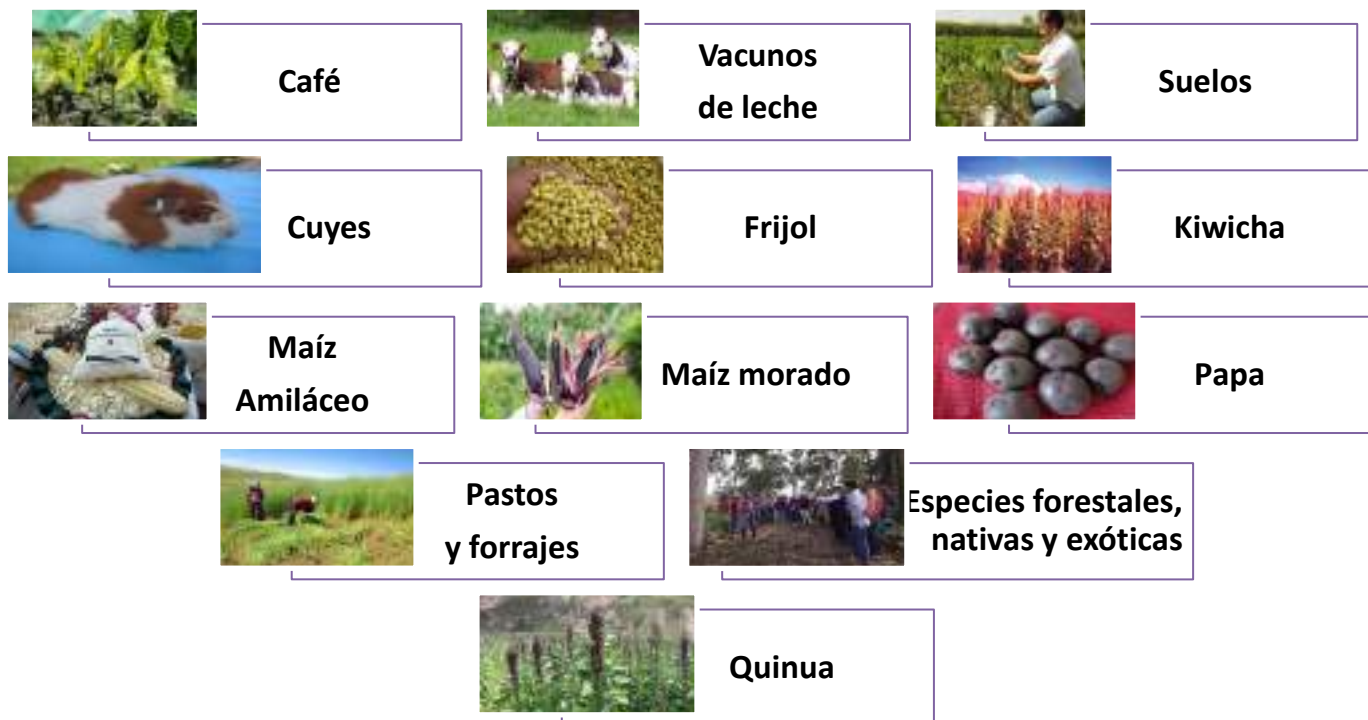 Café
Vacunos
de leche
Suelos
Cuyes
Frijol
Kiwicha
Maíz
Amiláceo
Maíz morado
Papa
Pastos
y forrajes
Especies forestales,
nativas y exóticas
Quinua